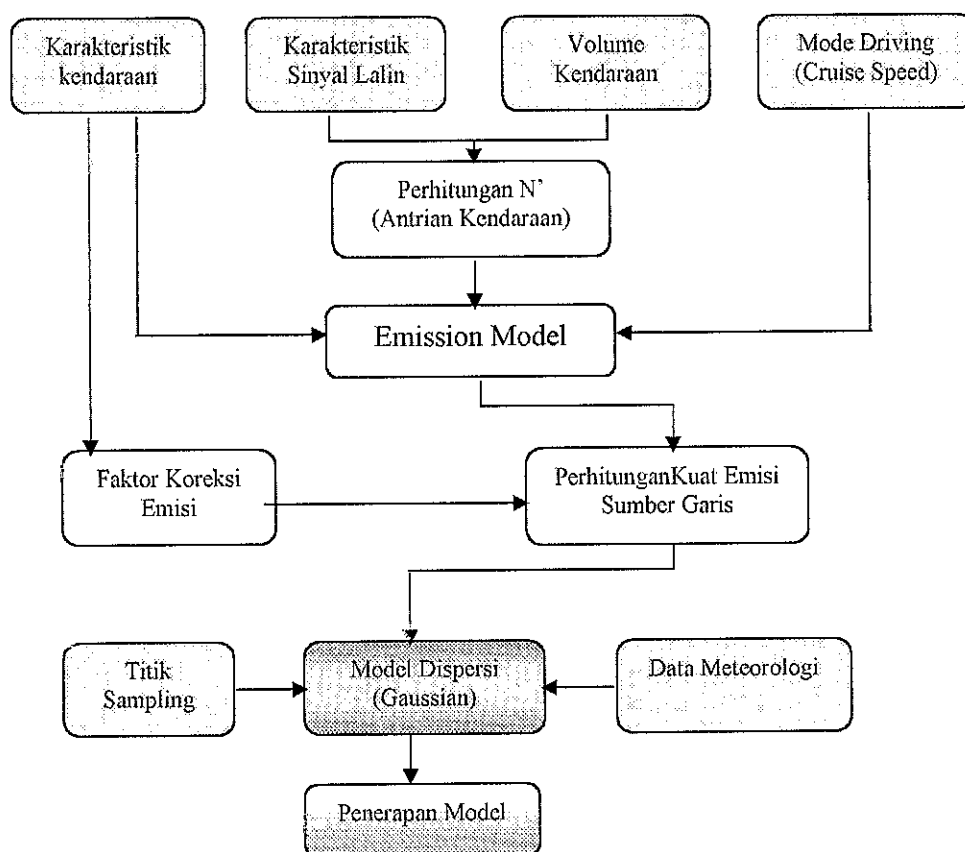 Karakteristik
kendaraan
Karakteristik
Sinyal Lalin
Volume
Kendaraan
Mode Driving
(Cruise Speed)
Perhitungan N’
(Antrian Kendaraan)
Emission Model
Faktor Koreksi
Emisi
PerhitunganKuat Emisi
Sumber Garis
Titik
Sampling
Model Dispersi
(Gaussian)
Data Meteorologi
Penerapan Model